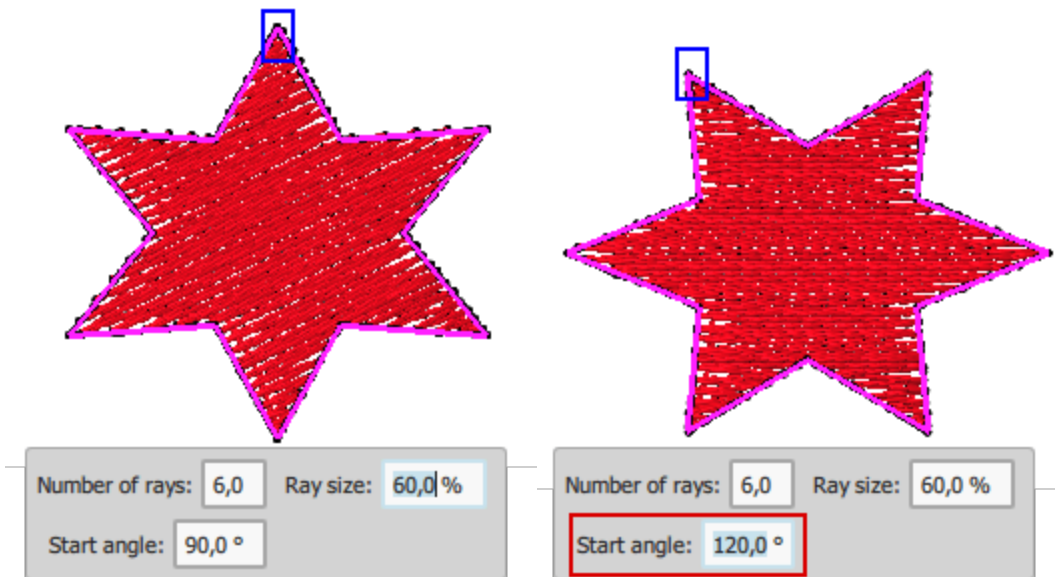 Number of rays: 6,0 Ray size: 60,0 %
Start angle: 90,0 °
Number of rays: 6,0 Ray size: 60,0 %
Start angle: 120,0 °